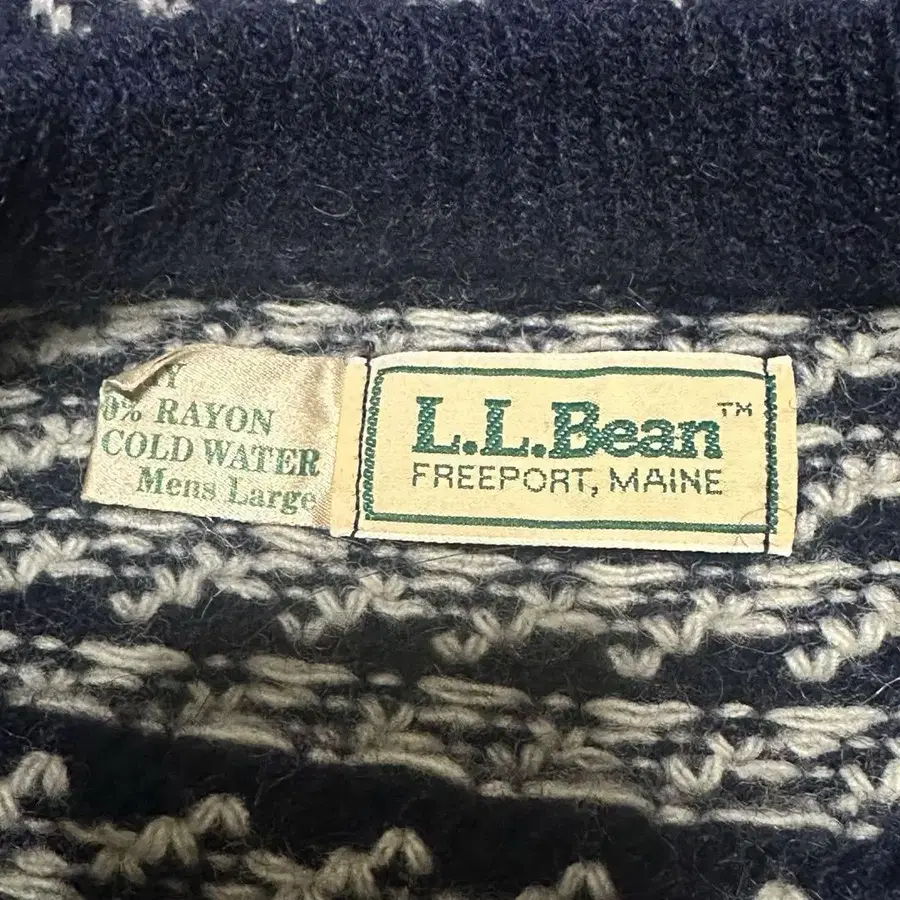 % RAYON
COLD WATER
Mens Large
L.L.Bean™
FREEPORT, MAINE